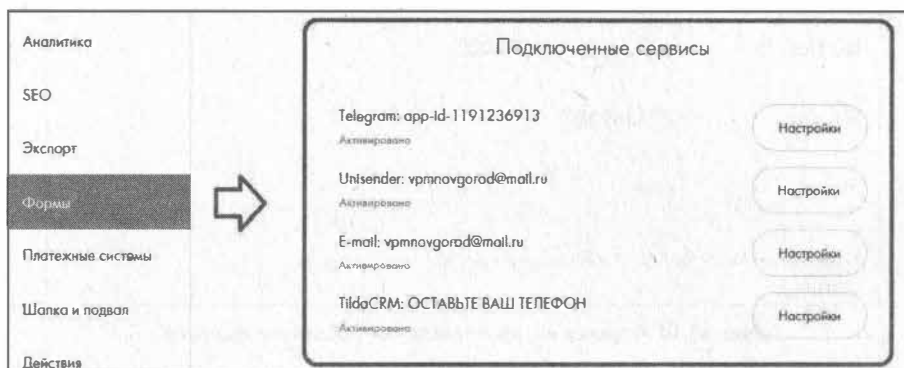 Аналитика
SEO
Экспорт
Формы
Платежные системы
Шапка и подвал
Действия
Подключенные сервисы
Telegram: app-id-1191236913
Активировано
Настройки
Unisender: vpmnovgorod@mail.ru
Активировано
Настройки
E-mail: vpmnovgorod@mail.ru
Активировано
Настройки
TildaCRM: ОСТАВЬТЕ ВАШ ТЕЛЕФОН
Активировано
Настройки